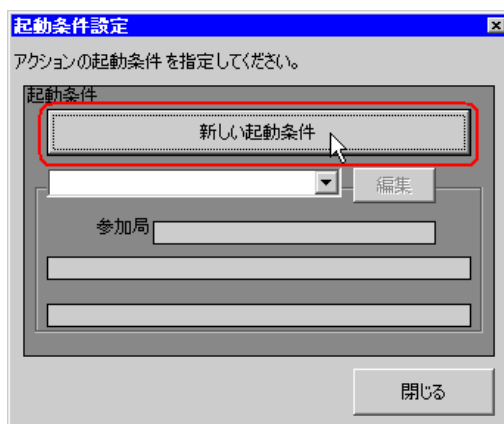 起動条件設定
アクションの起動条件を指定してください。
起動条件
新しい起動条件
編集
参加局
閉じる